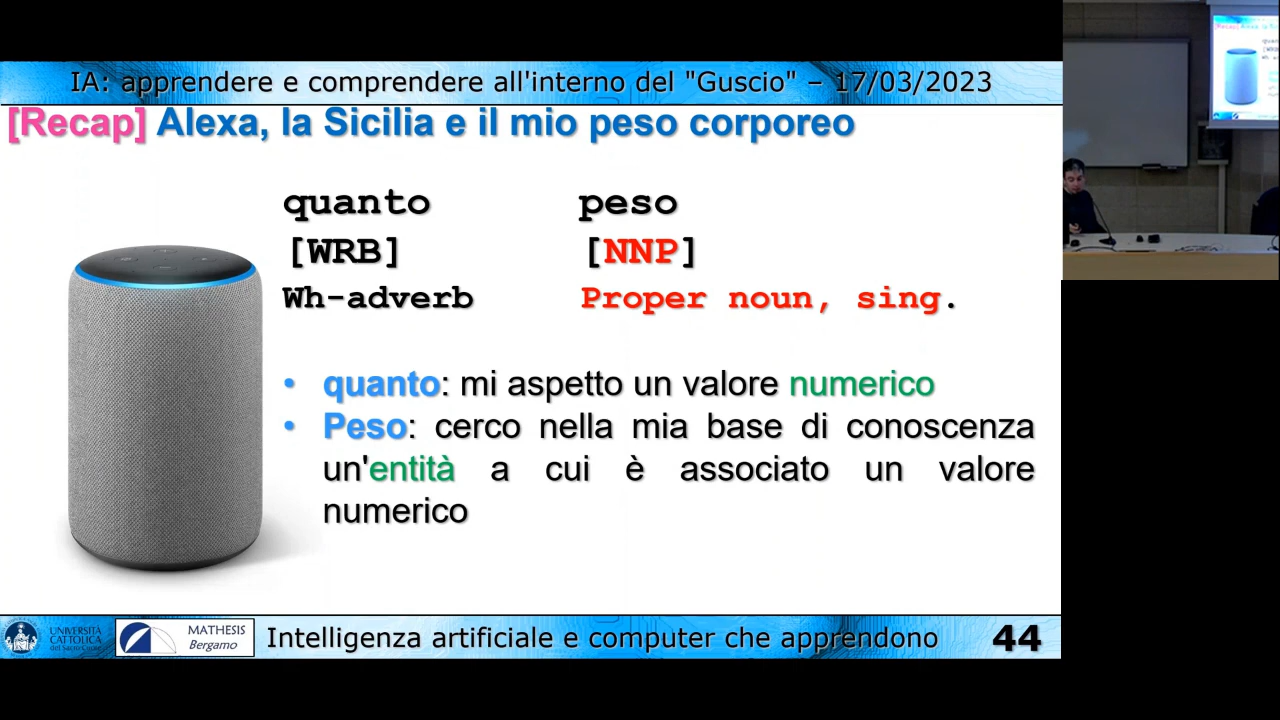 IA: apprendere e comprendere all'interno del "Guscio" – 17/03/2023
[Recap] Alexa, la Sicilia e il mio peso corporeo
quanto peso
[WRB] [NNP]
Wh-adverb Proper noun, sing.
• quanto: mi aspetto un valore numerico
• Peso: cerco nella mia base di conoscenza
un'entità a cui è associato un valore
numerico
UNIVERSITÀ
CATTOLICA
del Sacro Cuore
MATHESIS
Bergamo
Intelligenza artificiale e computer che apprendono 44